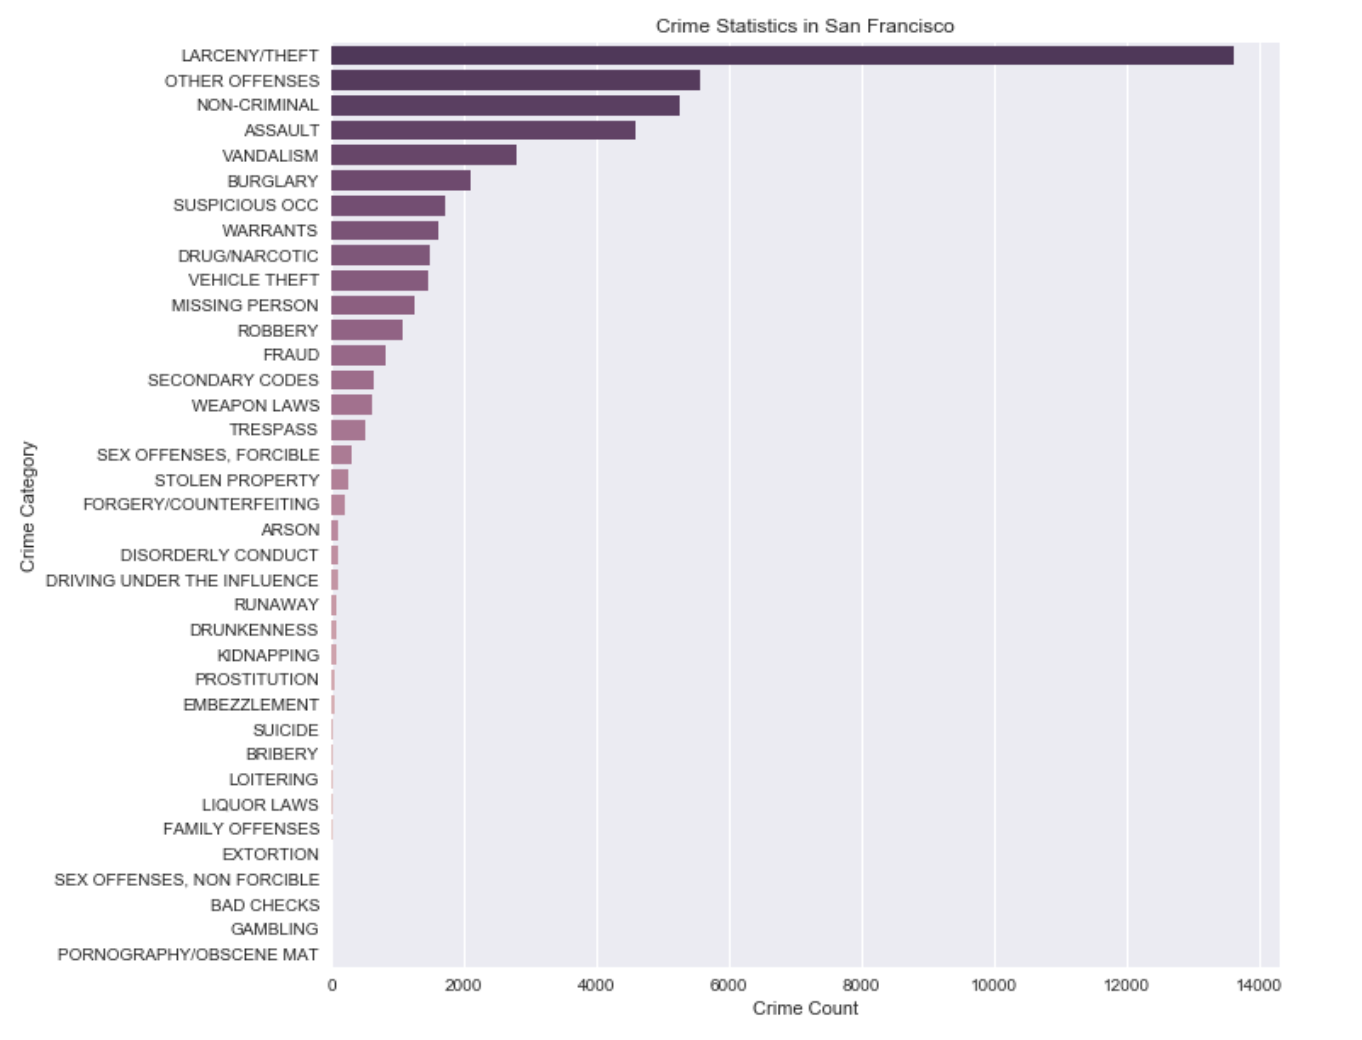 Crime Statistics in San Francisco
LARCENY/THEFT
OTHER OFFENSES
NON-CRIMINAL
ASSAULT
VANDALISM
BURGLARY
SUSPICIOUS OCC
WARRANTS
DRUG/NARCOTIC
VEHICLE THEFT
MISSING PERSON
ROBBERY
FRAUD
SECONDARY CODES
WEAPON LAWS
TRESPASS
SEX OFFENSES, FORCIBLE
STOLEN PROPERTY
FORGERY/COUNTERFEITING
ARSON
DISORDERLY CONDUCT
DRIVING UNDER THE INFLUENCE
RUNAWAY
DRUNKENNESS
KIDNAPPING
PROSTITUTION
EMBEZZLEMENT
SUICIDE
BRIBERY
LOITERING
LIQUOR LAWS
FAMILY OFFENSES
EXTORTION
SEX OFFENSES, NON FORCIBLE
BAD CHECKS
GAMBLING
PORNOGRAPHY/OBSCENE MAT
Crime Category
0 2000 4000 6000 8000 10000 12000 14000
Crime Count